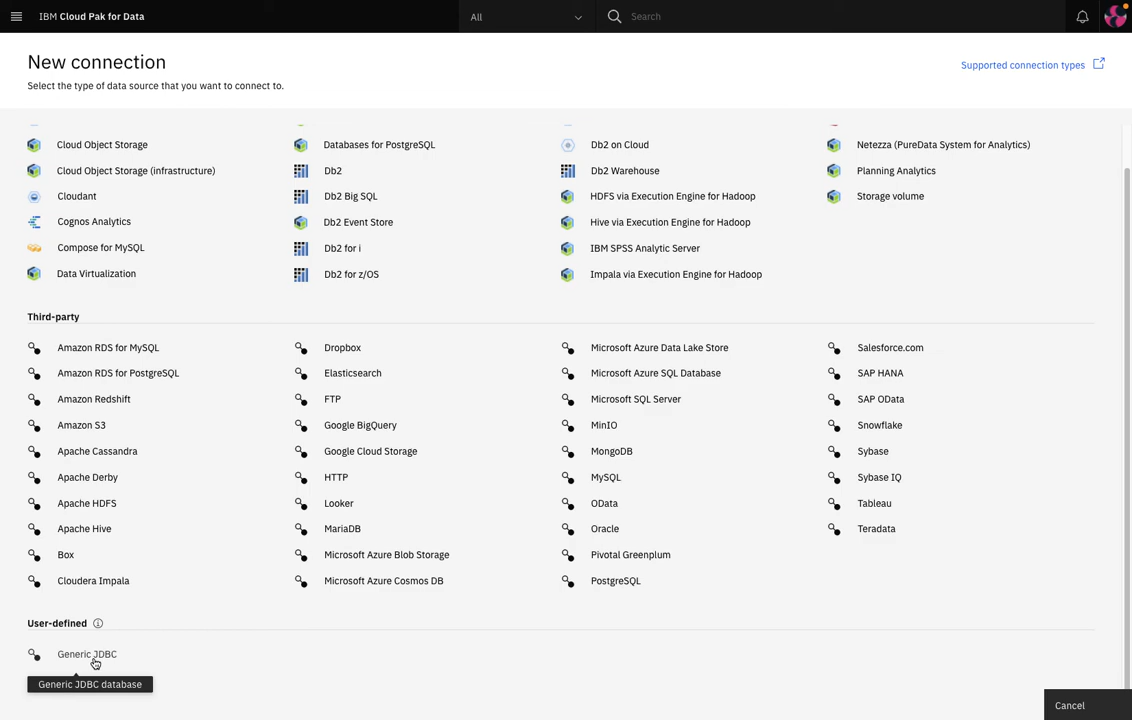 IBM Cloud Pak for Data
All
Search
New connection
Supported connection types
Select the type of data source that you want to connect to.
Cloud Object Storage
Databases for PostgreSQL
Db2 on Cloud
Netezza (PureData System for Analytics)
Cloud Object Storage (infrastructure)
Db2
Db2 Warehouse
Planning Analytics
Cloudant
Db2 Big SQL
HDFS via Execution Engine for Hadoop
Storage volume
Cognos Analytics
Db2 Event Store
Hive via Execution Engine for Hadoop
Compose for MySQL
Db2 for i
IBM SPSS Analytic Server
Data Virtualization
Db2 for z/OS
Impala via Execution Engine for Hadoop
Third-party
Amazon RDS for MySQL
Dropbox
Microsoft Azure Data Lake Store
Salesforce.com
Amazon RDS for PostgreSQL
Elasticsearch
Microsoft Azure SQL Database
SAP HANA
Amazon Redshift
FTP
Microsoft SQL Server
SAP OData
Amazon S3
Google BigQuery
MinIO
Snowflake
Apache Cassandra
Google Cloud Storage
MongoDB
Sybase
Apache Derby
HTTP
MySQL
Sybase IQ
Apache HDFS
Looker
OData
Tableau
Apache Hive
MariaDB
Oracle
Teradata
Box
Microsoft Azure Blob Storage
Pivotal Greenplum
Cloudera Impala
Microsoft Azure Cosmos DB
PostgreSQL
User-defined
Generic JDBC
Generic JDBC database
Cancel